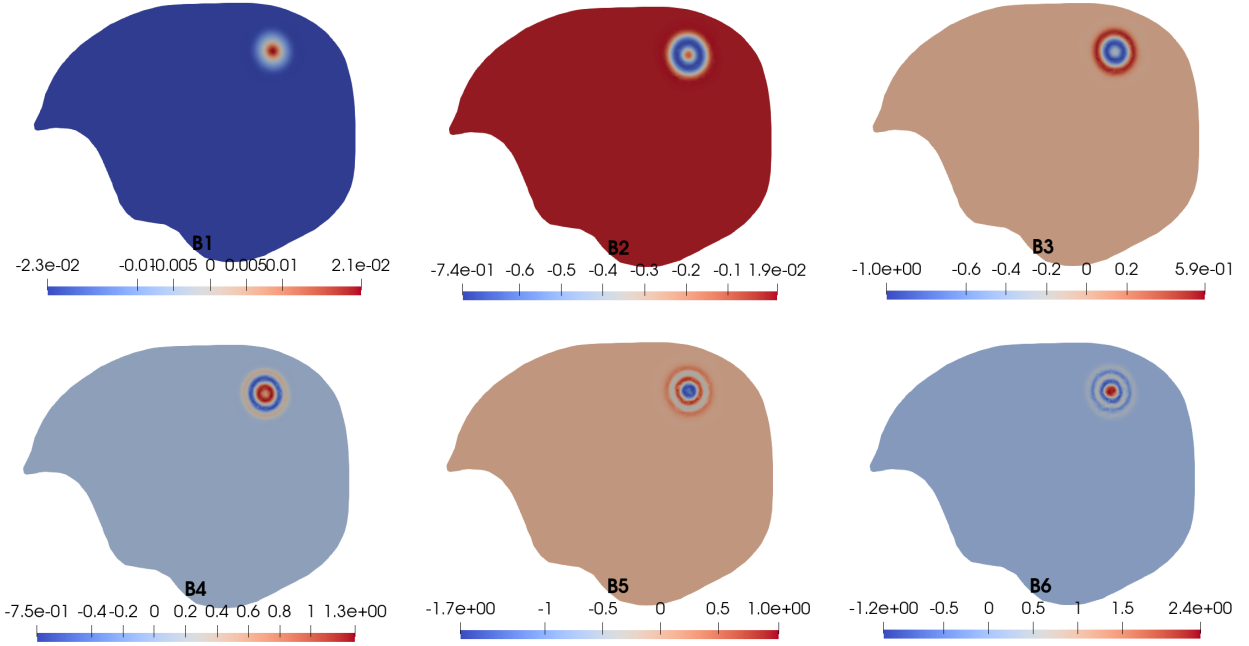 B1
-2.3e-02 -0.01 -0.005 0 0.005 0.01 2.1e-02
B2
-7.4e-01 -0.6 -0.5 -0.4 -0.3 -0.2 -0.1 1.9e-02
B3
-1.0e+00 -0.6 -0.4 -0.2 0 0.2 5.9e-01
B4
-7.5e-01 -0.4 -0.2 0 0.2 0.4 0.6 0.8 1 1.3e+00
B5
-1.7e+00 -1 -0.5 0 0.5 1.0e+00
B6
-1.2e+00 -0.5 0 0.5 1 1.5 2.4e+00